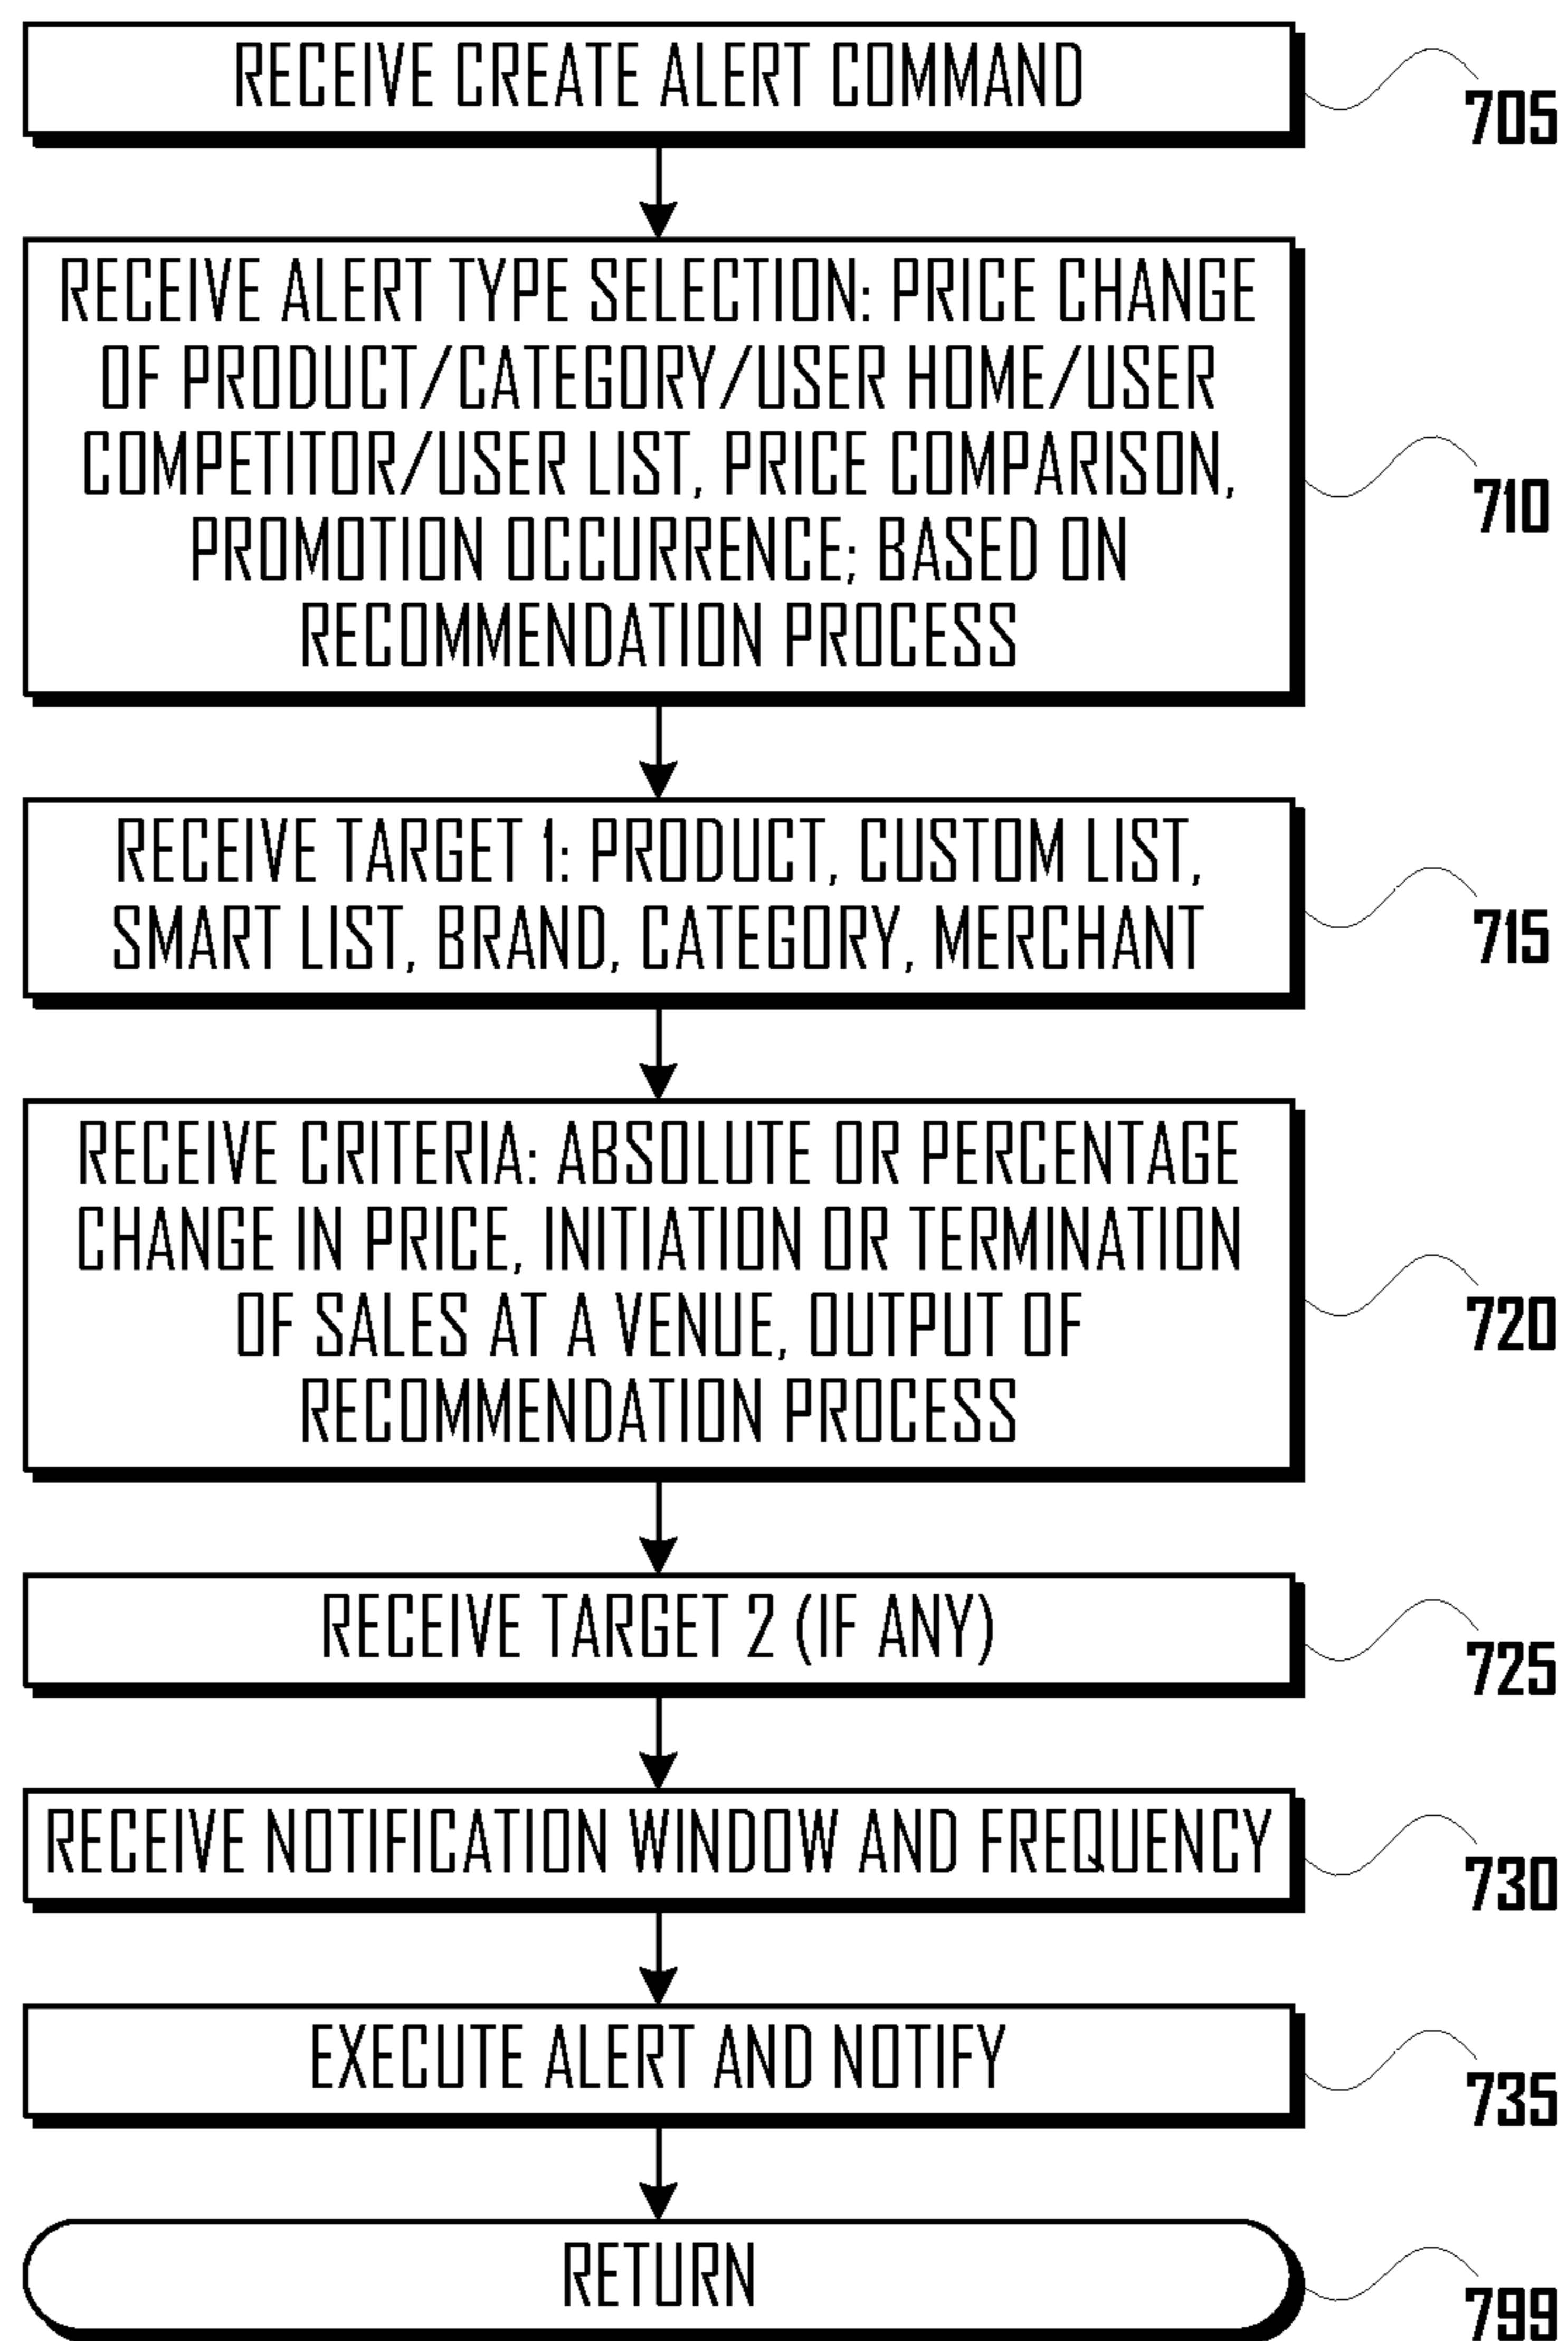 RECEIVE CREATE ALERT COMMAND
705
RECEIVE ALERT TYPE SELECTION: PRICE CHANGE
OF PRODUCT/CATEGORY/USER HOME/USER
COMPETITOR/USER LIST, PRICE COMPARISON,
PROMOTION OCCURRENCE; BASED ON
RECOMMENDATION PROCESS
710
RECEIVE TARGET 1: PRODUCT, CUSTOM LIST,
SMART LIST, BRAND, CATEGORY, MERCHANT
715
RECEIVE CRITERIA: ABSOLUTE OR PERCENTAGE
CHANGE IN PRICE, INITIATION OR TERMINATION
OF SALES AT A VENUE, OUTPUT OF
RECOMMENDATION PROCESS
720
RECEIVE TARGET 2 (IF ANY)
725
RECEIVE NOTIFICATION WINDOW AND FREQUENCY
730
EXECUTE ALERT AND NOTIFY
735
RETURN
799